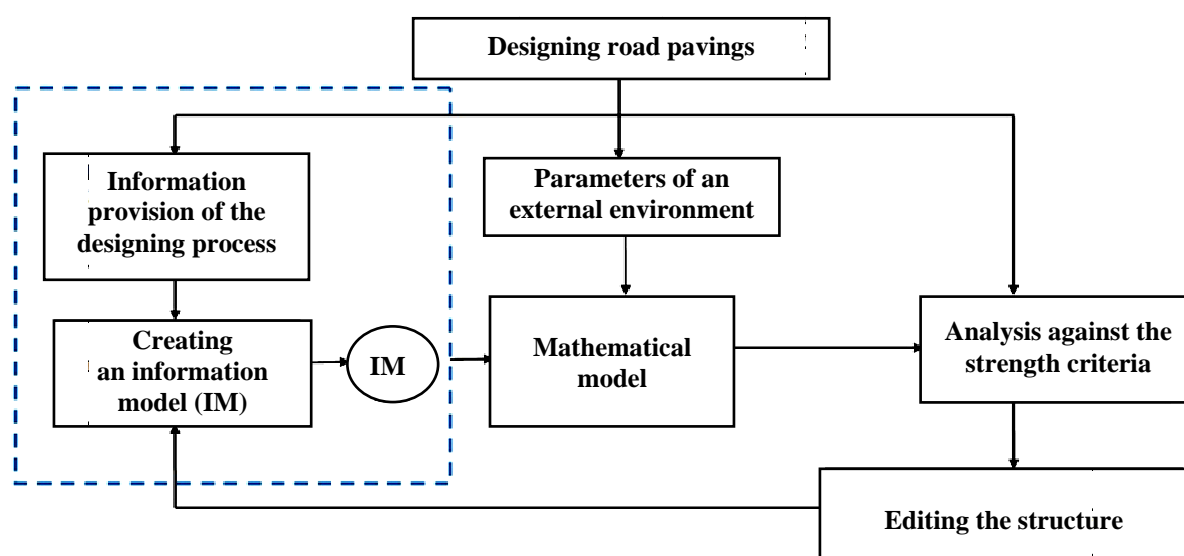 Designing road pavings
Information
provision of the
designing process
Parameters of an
external environment
Creating
an information
model (IM)
IM
Mathematical
model
Analysis against the
strength criteria
Editing the structure